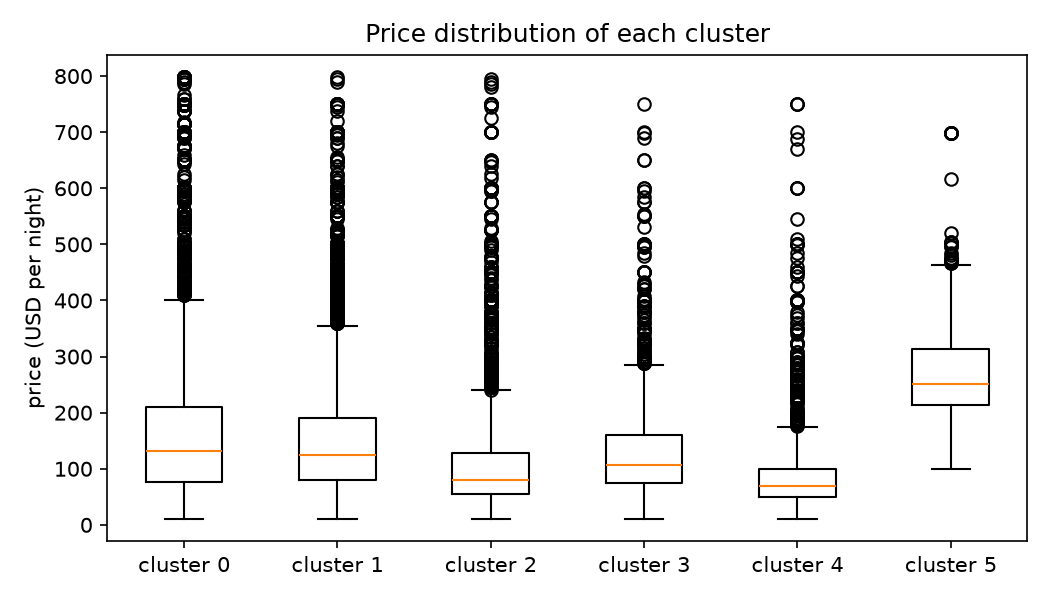 Price distribution of each cluster
price (USD per night)
800
700
600
500
400
300
200
100
0
cluster 0
cluster 1
cluster 2
cluster 3
cluster 4
cluster 5